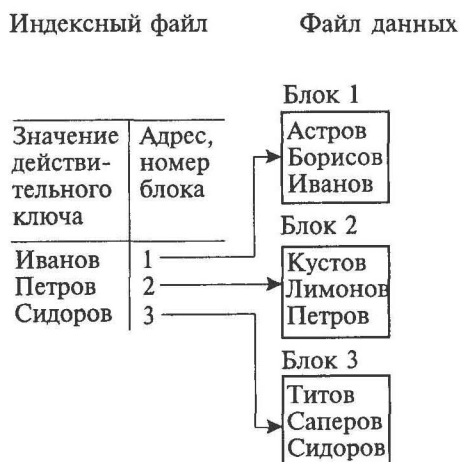 Индексный файл
Файл данных
Значение
действи-
тельного
ключа
Адрес,
номер
блока
Иванов 1
Петров 2
Сидоров 3
Блок 1
Астров
Борисов
Иванов
Блок 2
Кустов
Лимонов
Петров
Блок 3
Титов
Саперов
Сидоров